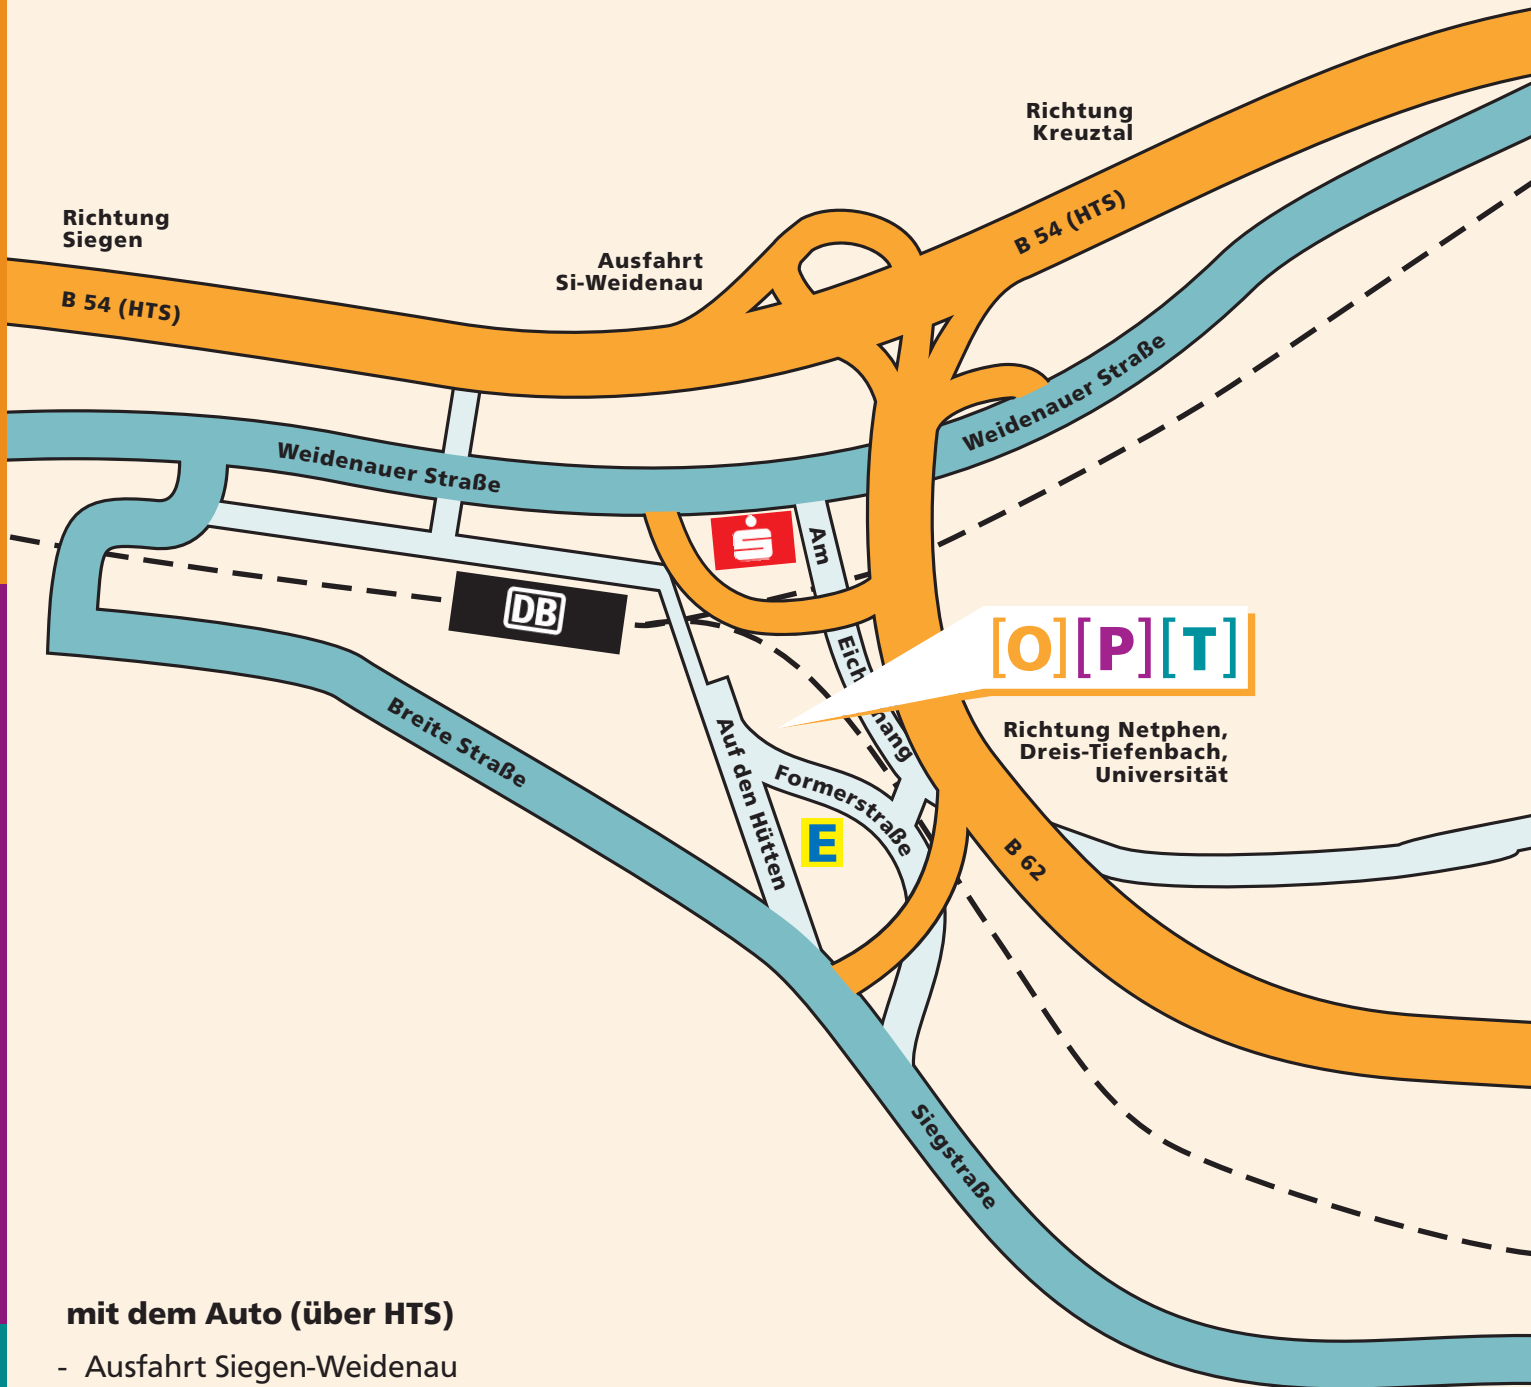 Richtung
Kreuztal
B 54 (HTS)
Richtung
Siegen
Ausfahrt
Si-Weidenau
B 54 (HTS)
Weidenauer Straße
Weidenauer Straße
Am
Eich
hang
DB
[O][P][T]
Richtung Netphen,
Dreis-Tiefenbach,
Universität
Breite Straße
Auf den Hütten
Formerstraße
E
B 62
Siegstraße
mit dem Auto (über HTS)
- Ausfahrt Siegen-Weidenau